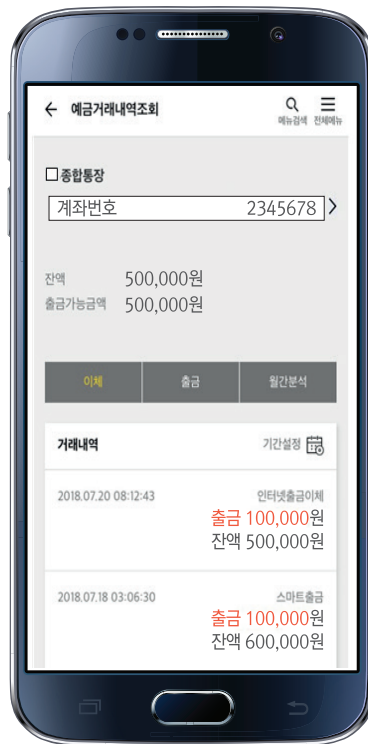 예금거래내역조회
메뉴검색 전체메뉴
종합통장
계좌번호 2345678
잔액 500,000원
출금가능금액 500,000원
이체 출금 월간분석
거래내역 기간설정
2018.07.20 08:12:43 인터넷출금이체
출금 100,000원
잔액 500,000원
2018.07.18 03:06:30 스마트출금
출금 100,000원
잔액 600,000원